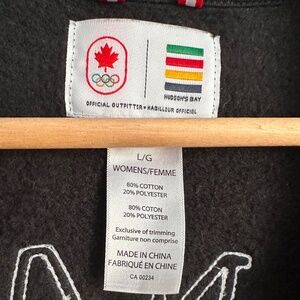 HUDSON'S BAY
OFFICIAL OUTFITTER • HABILLEUR OFFICIEL
L/G
WOMENS/FEMME
80% COTTON
20% POLYESTER
80% COTON
20% POLYESTER
Exclusive of trimming
Garniture non comprise
MADE IN CHINA
FABRIQUÉ EN CHINE
CA 00234